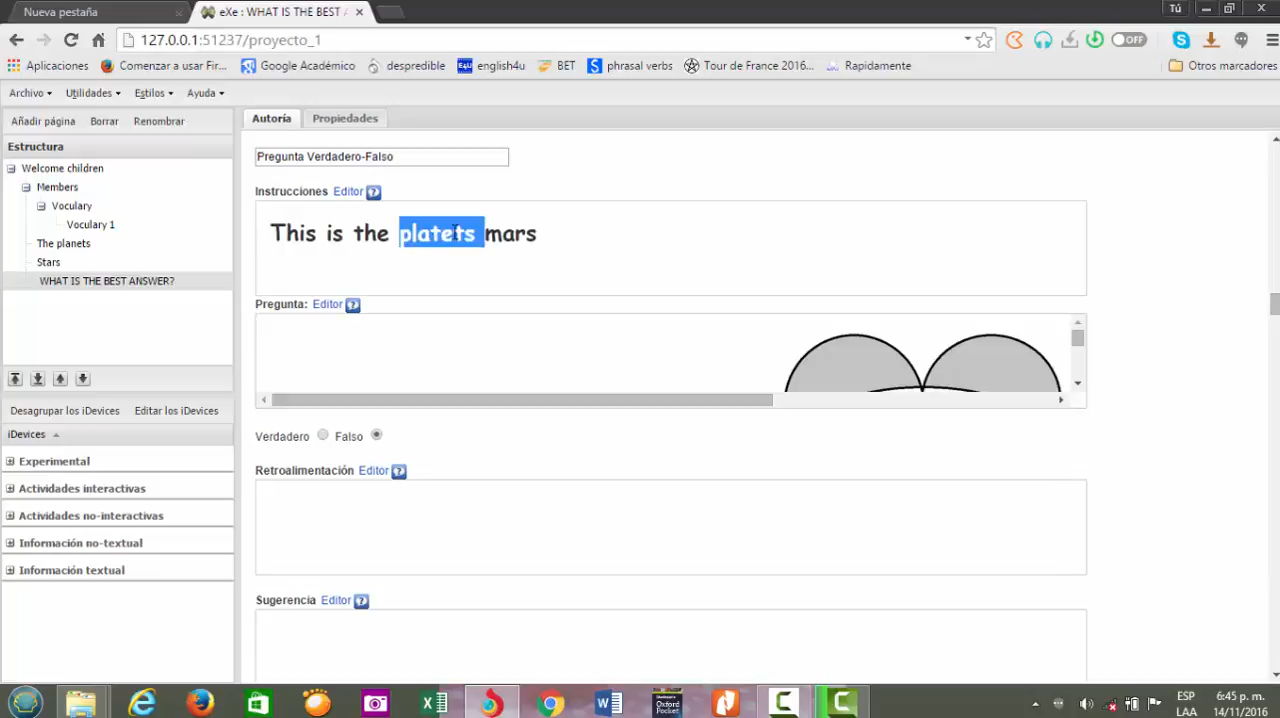 Nueva pestaña
eXe : WHAT IS THE BEST A
Tú
127.0.0.1:51237/proyecto_1
OFF
Aplicaciones
Comenzar a usar Fir...
Google Académico
despredible
E4U english4u
BET
S phrasal verbs
Tour de France 2016...
Rapidamente
Otros marcadores
Archivo
Utilidades
Estilos
Ayuda
Añadir página
Borrar
Renombrar
Autoría
Propiedades
Estructura
Pregunta Verdadero-Falso
Welcome children
Members
Voculary
Voculary 1
The planets
Stars
WHAT IS THE BEST ANSWER?
Instrucciones Editor ?
This is the platets mars
Pregunta: Editor ?
Desagrupar los iDevices
Editar los iDevices
iDevices
Experimental
Actividades interactivas
Actividades no-interactivas
Información no-textual
Información textual
Verdadero
Falso
Retroalimentación Editor ?
Sugerencia Editor ?
ESP
LAA
6:45 p. m.
14/11/2016